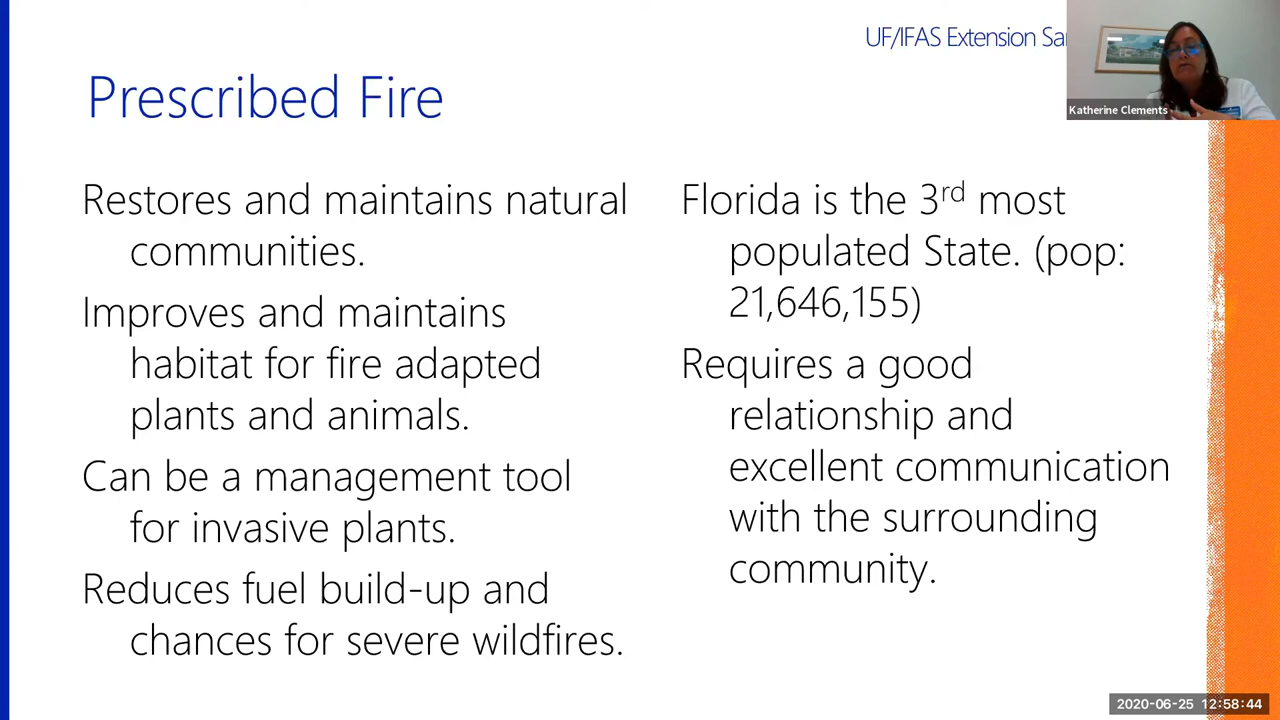 UF/IFAS Extension
Katherine Clements
Prescribed Fire
Restores and maintains natural
communities.
Improves and maintains
habitat for fire adapted
plants and animals.
Can be a management tool
for invasive plants.
Reduces fuel build-up and
chances for severe wildfires.
Florida is the 3rd most
populated State. (pop:
21,646,155)
Requires a good
relationship and
excellent communication
with the surrounding
community.
2020-06-25 12:58:44